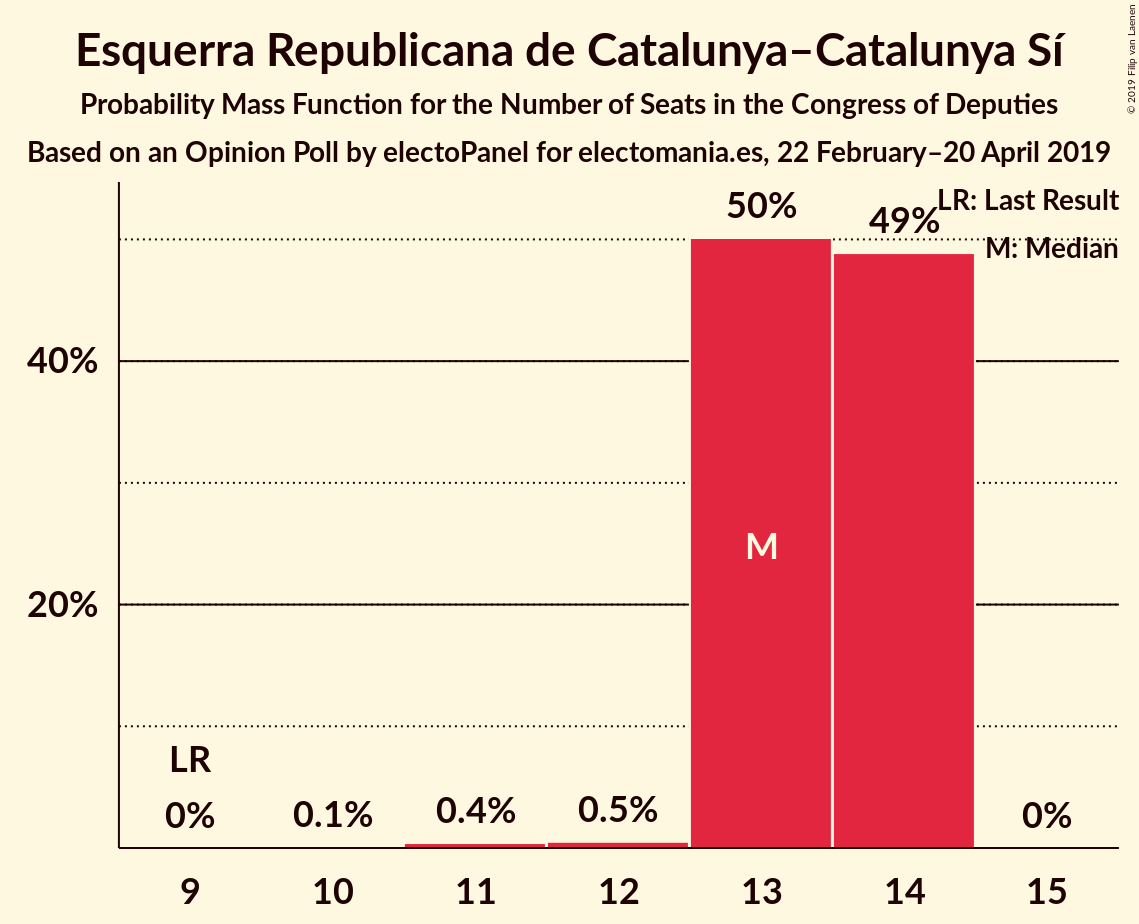 Esquerra Republicana de Catalunya–Catalunya Sí
Probability Mass Function for the Number of Seats in the Congress of Deputies
Based on an Opinion Poll by electoPanel for electomania.es, 22 February–20 April 2019
© 2019 Filip van Laenen
LR: Last Result
M: Median
50%
49%
40%
20%
M
LR
0%
0.1%
0.4%
0.5%
0%
9
10
11
12
13
14
15